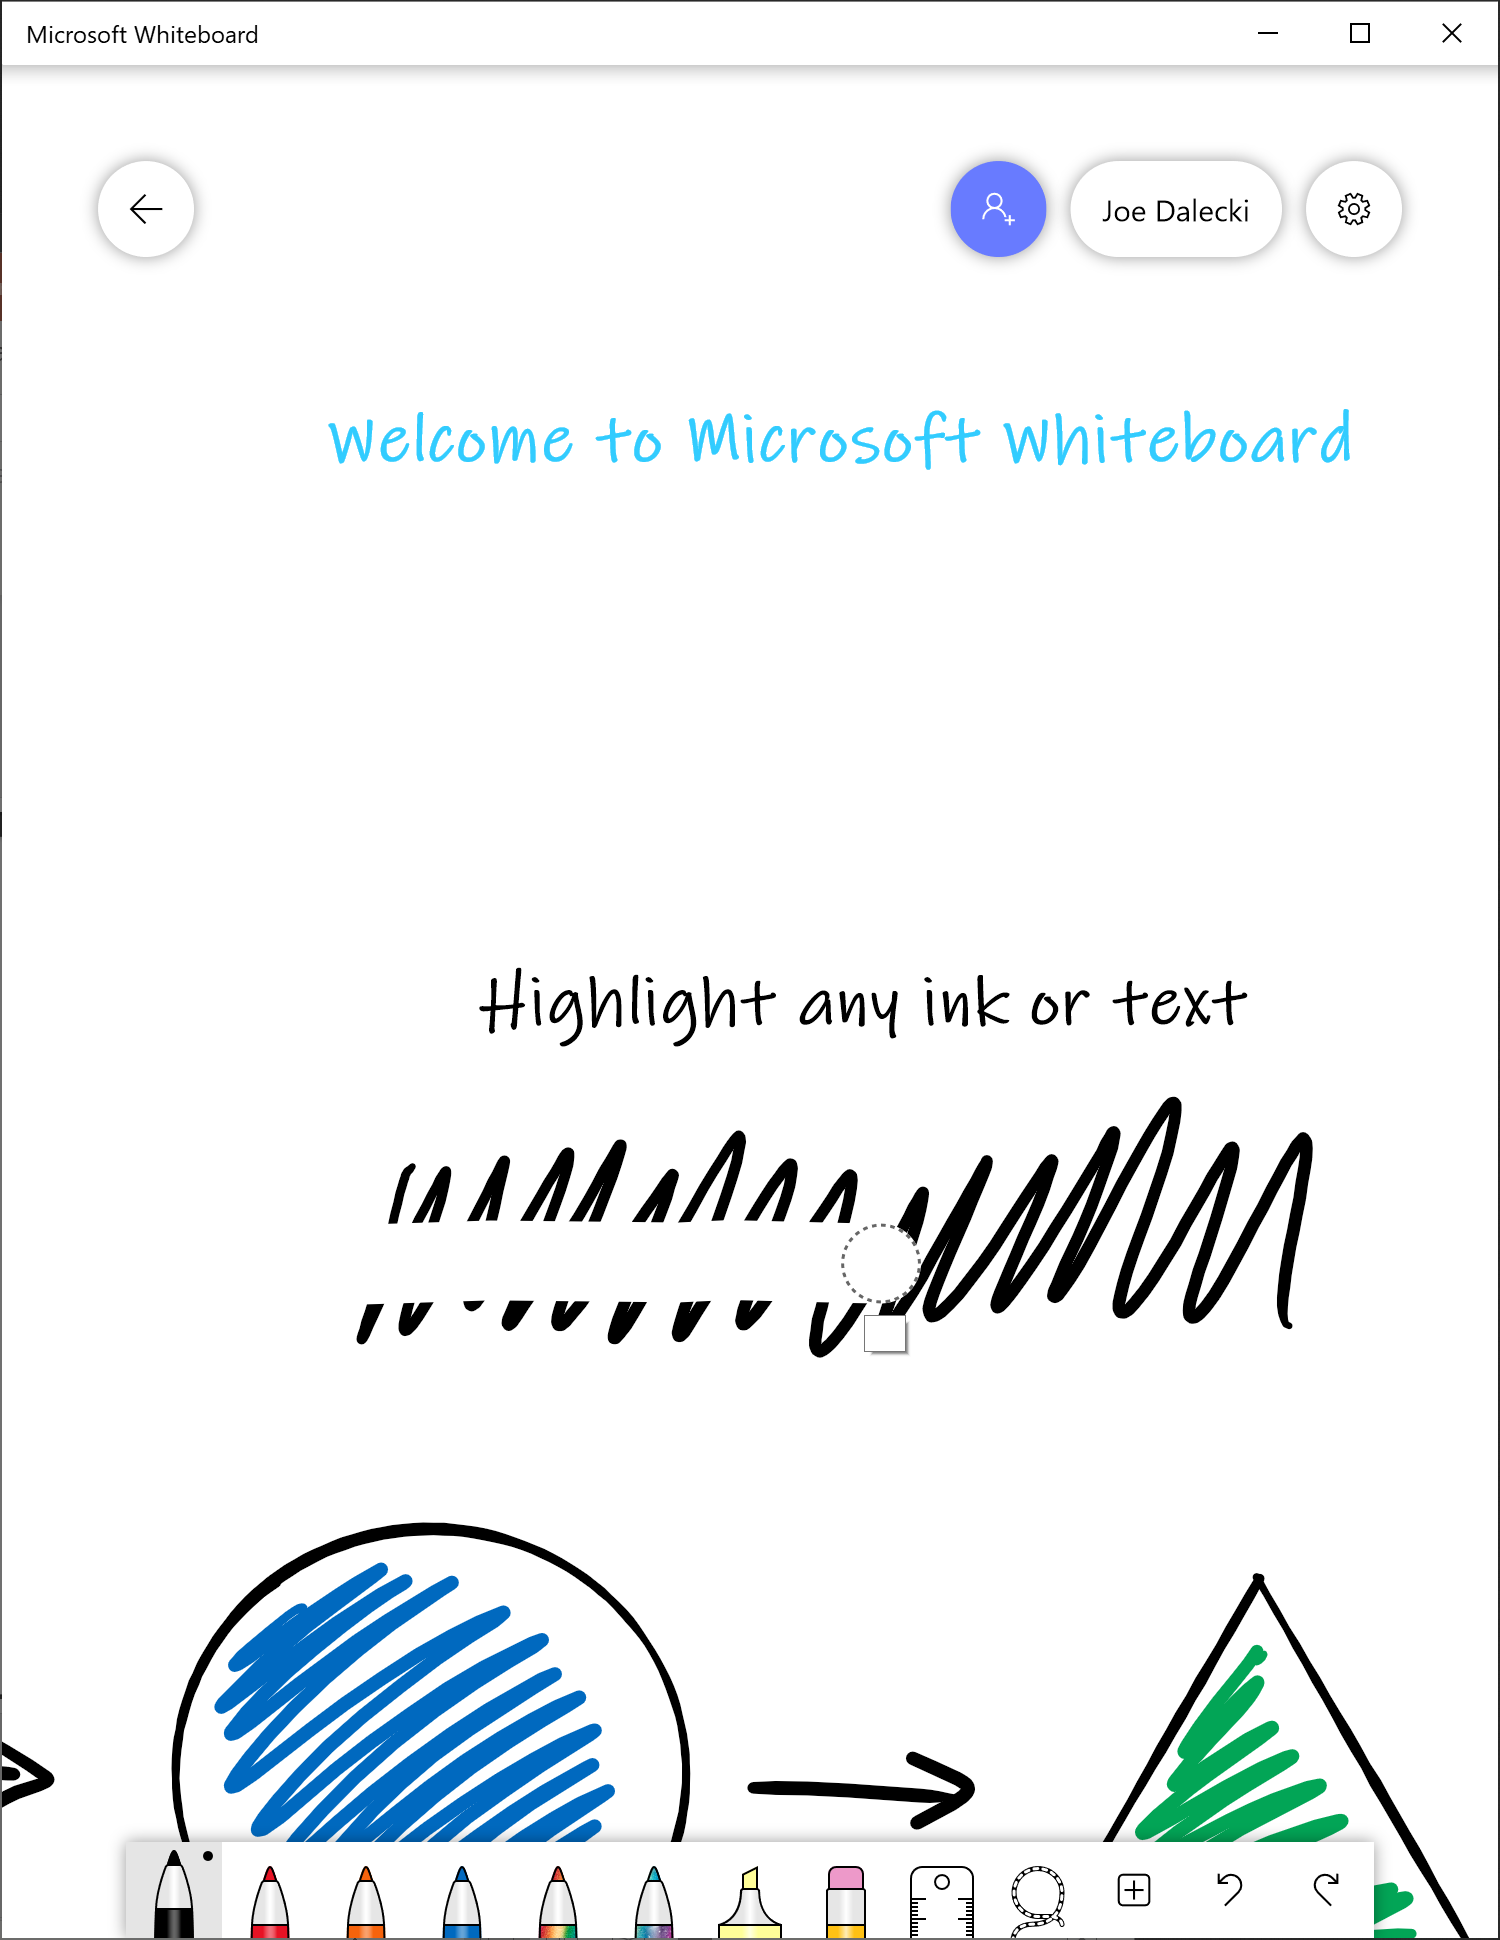 Microsoft Whiteboard
Joe Dalecki
Welcome to Microsoft Whiteboard
Highlight any ink or text